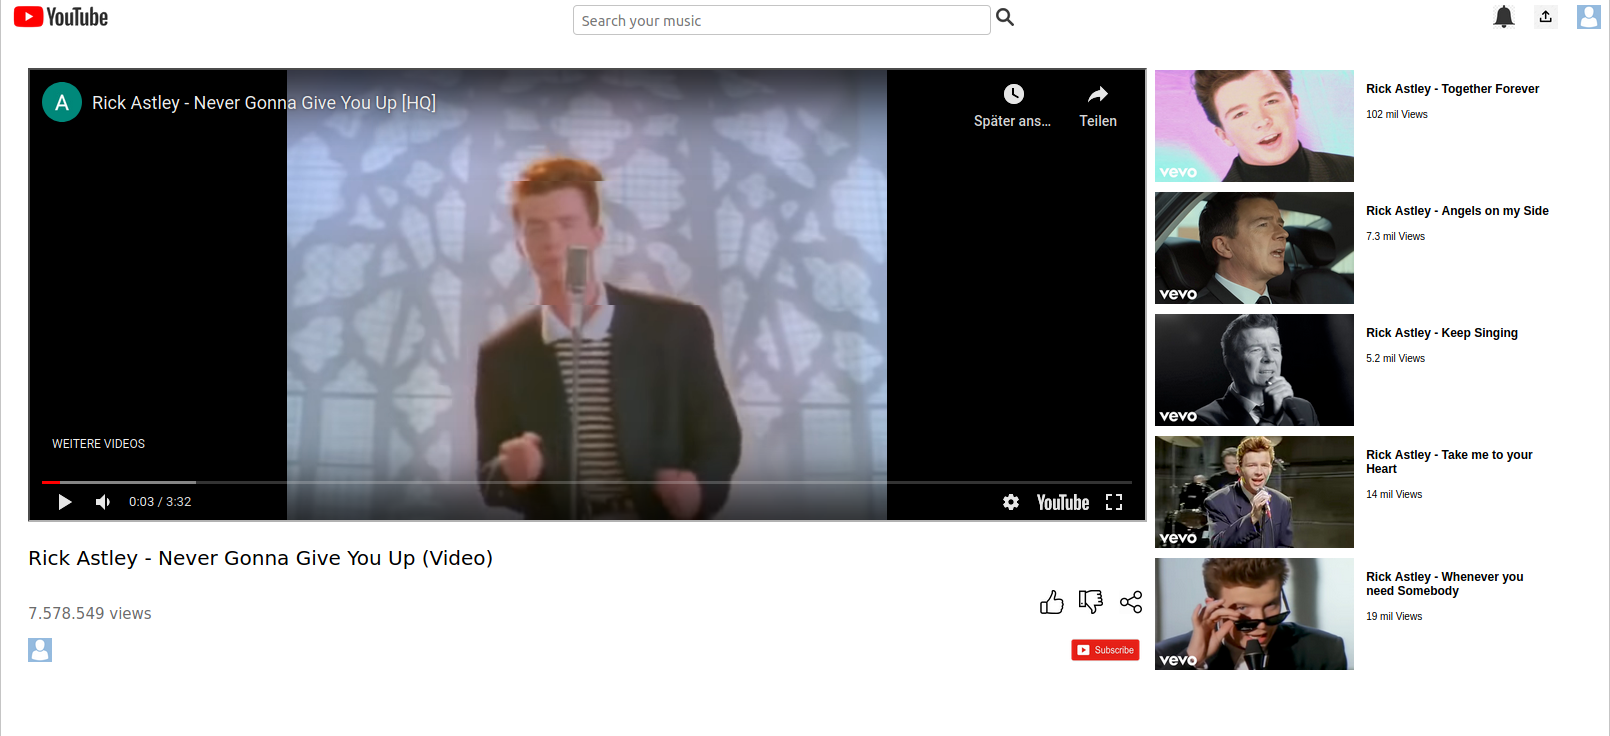 YouTube
Search your music
A
Rick Astley - Never Gonna Give You Up [HQ]
Später ans...
Teilen
WEITERE VIDEOS
0:03 / 3:32
YouTube
Rick Astley - Never Gonna Give You Up (Video)
7.578.549 views
Subscribe
vevo
Rick Astley - Together Forever
102 mil Views
vevo
Rick Astley - Angels on my Side
7.3 mil Views
vevo
Rick Astley - Keep Singing
5.2 mil Views
vevo
Rick Astley - Take me to your
Heart
14 mil Views
vevo
Rick Astley - Whenever you
need Somebody
19 mil Views